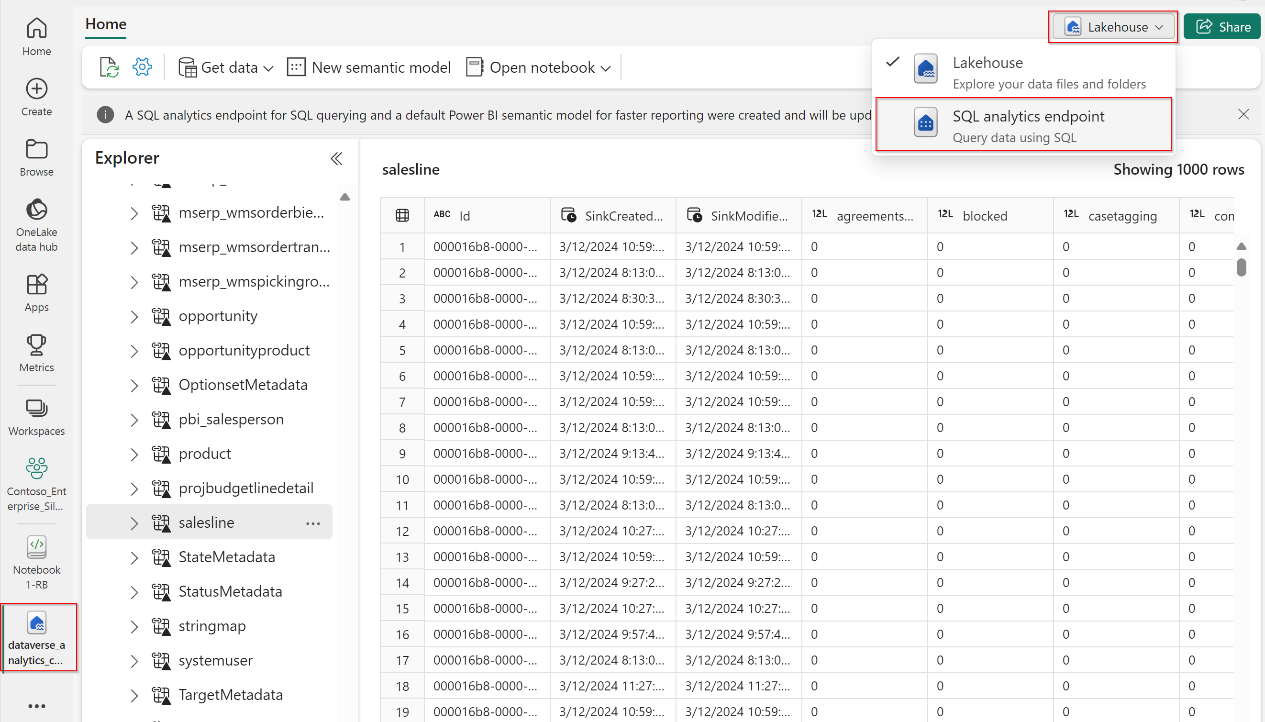 Home
Create
Browse
OneLake
data hub
Apps
Metrics
Workspaces
Contoso_Ent
erprise_Sil...
Notebook
1-RB
dataverse_a
nalytics_c...
...
Home
Lakehouse
Share
Get data
New semantic model
Open notebook
Lakehouse
Explore your data files and folders
SQL analytics endpoint
Query data using SQL
A SQL analytics endpoint for SQL querying and a default Power BI semantic model for faster reporting were created and will be upd
Explorer
mserp_wmsorderbie...
mserp_wmsordertran...
mserp_wmspickingro...
opportunity
opportunityproduct
OptionsetMetadata
pbi_salesperson
product
projbudgetlinedetail
salesline ...
StateMetadata
StatusMetadata
stringmap
systemuser
TargetMetadata
salesline
Showing 1000 rows
ABC Id SinkCreated... SinkModifie... 12L agreements... 12L blocked 12L casetagging 12L con
1 000016b8-0000-... 3/12/2024 10:59:... 3/12/2024 10:59:... 0 0 0 0
2 000016b8-0000-... 3/12/2024 8:13:0... 3/12/2024 8:13:0... 0 0 0 0
3 000016b8-0000-... 3/12/2024 8:30:3... 3/12/2024 8:30:3... 0 0 0 0
4 000016b8-0000-... 3/12/2024 10:59:... 3/12/2024 10:59:... 0 0 0 0
5 000016b8-0000-... 3/12/2024 8:13:0... 3/12/2024 8:13:0... 0 0 0 0
6 000016b8-0000-... 3/12/2024 10:59:... 3/12/2024 10:59:... 0 0 0 0
7 000016b8-0000-... 3/12/2024 10:59:... 3/12/2024 10:59:... 0 0 0 0
8 000016b8-0000-... 3/12/2024 8:13:0... 3/12/2024 8:13:0... 0 0 0 0
9 000016b8-0000-... 3/12/2024 9:13:4... 3/12/2024 9:13:4... 0 0 0 0
10 000016b8-0000-... 3/12/2024 10:59:... 3/12/2024 10:59:... 0 0 0 0
11 000016b8-0000-... 3/12/2024 8:13:0... 3/12/2024 8:13:0... 0 0 0 0
12 000016b8-0000-... 3/12/2024 10:27:... 3/12/2024 10:27:... 0 0 0 0
13 000016b8-0000-... 3/12/2024 10:59:... 3/12/2024 10:59:... 0 0 0 0
14 000016b8-0000-... 3/12/2024 9:27:2... 3/12/2024 9:27:2... 0 0 0 0
15 000016b8-0000-... 3/12/2024 10:27:... 3/12/2024 10:27:... 0 0 0 0
16 000016b8-0000-... 3/12/2024 9:57:4... 3/12/2024 9:57:4... 0 0 0 0
17 000016b8-0000-... 3/12/2024 8:13:0... 3/12/2024 8:13:0... 0 0 0 0
18 000016b8-0000-... 3/12/2024 11:27:... 3/12/2024 11:27:... 0 0 0 0
19 000016b8-0000-... 3/12/2024 10:59:... 3/12/2024 10:59:... 0 0 0 0